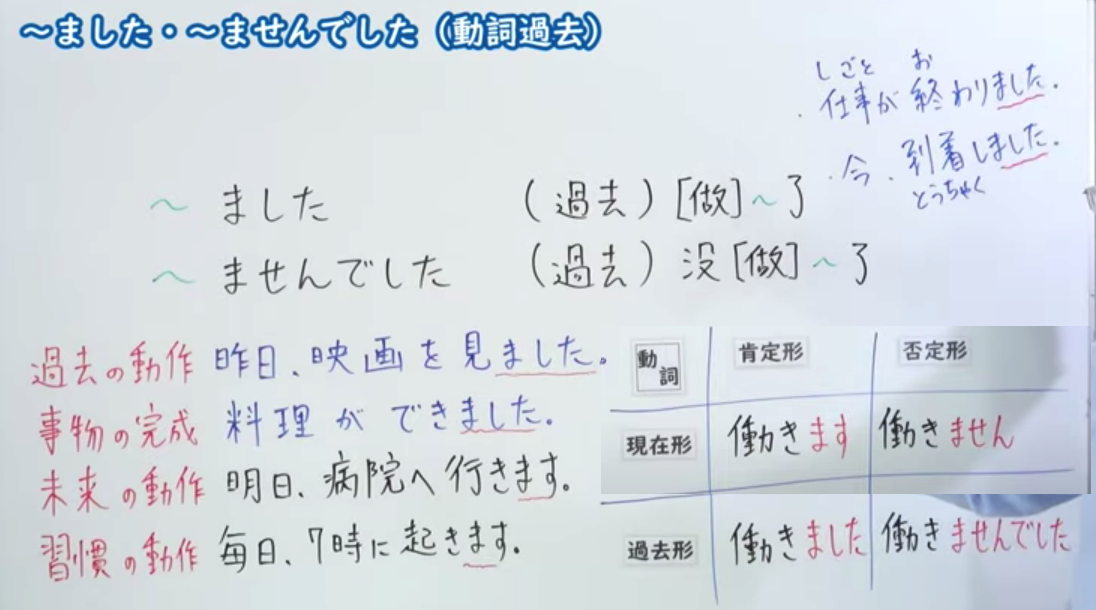 ～ました・～ませんでした（動詞過去）
しごと お
仕事が終わりました.
今、到着しました.
とうちゃく
～ ました （過去）[做]～了
～ ませんでした （過去）没[做]～了
過去の動作 昨日、映画を見ました。
事物の完成 料理ができました.
未来の動作 明日、病院へ行きます.
習慣の動作 毎日、7時に起きます.
動詞 肯定形 否定形
現在形 働きます 働きません
過去形 働きました 働きませんでした